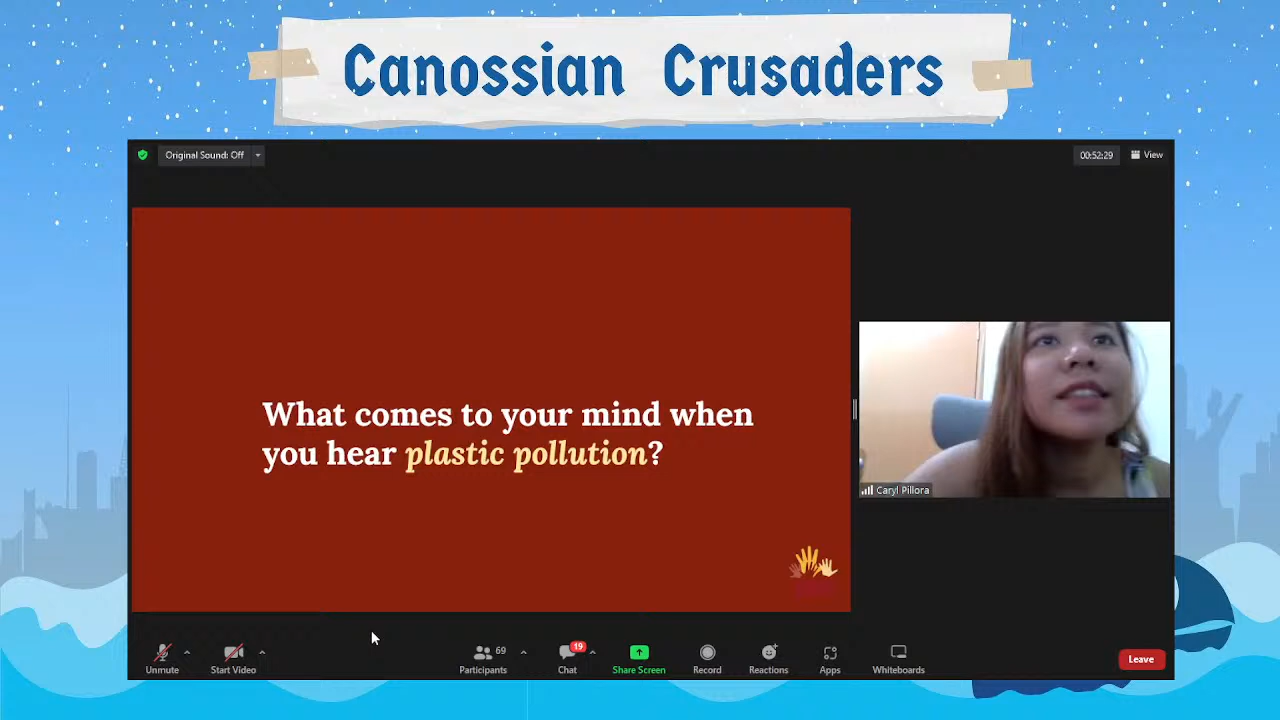 Canossian Crusaders
Original Sound: Off
00:52:29
View
What comes to your mind when
you hear plastic pollution?
Caryl Pillora
69
19
Unmute
Start Video
Participants
Chat
Share Screen
Record
Reactions
Apps
Whiteboards
Leave